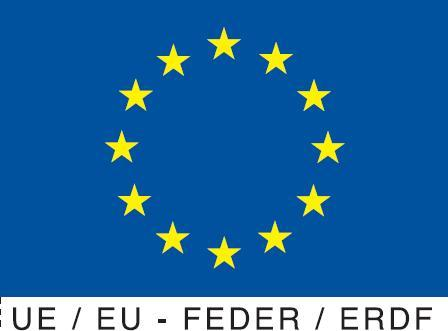 UE / EU - FEDER / ERDF